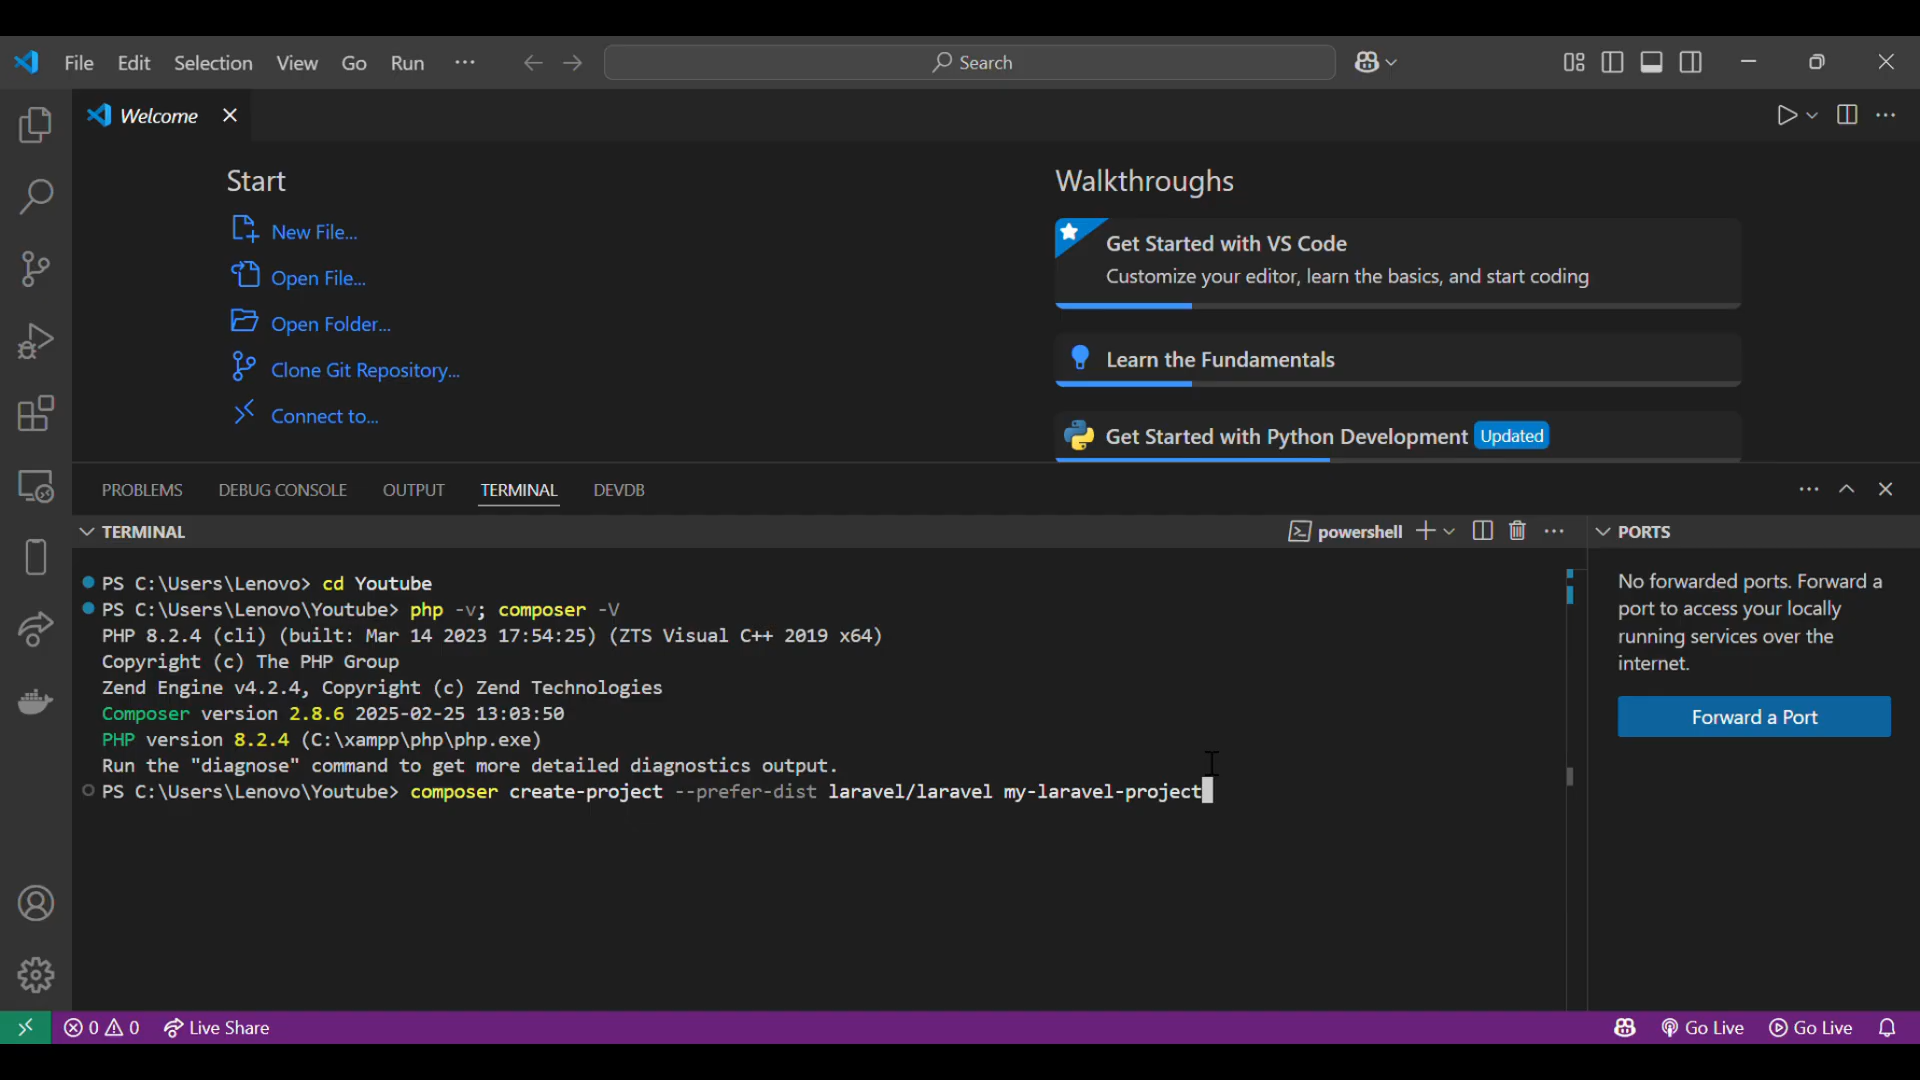 File Edit Selection View Go Run ··· Search
Welcome
Start
New File...
Open File...
Open Folder...
Clone Git Repository...
Connect to...
Walkthroughs
Get Started with VS Code
Customize your editor, learn the basics, and start coding
Learn the Fundamentals
Get Started with Python Development Updated
PROBLEMS DEBUG CONSOLE OUTPUT TERMINAL DEVDB
TERMINAL powershell
PS C:\Users\Lenovo> cd Youtube
PS C:\Users\Lenovo\Youtube> php -v; composer -V
PHP 8.2.4 (cli) (built: Mar 14 2023 17:54:25) (ZTS Visual C++ 2019 x64)
Copyright (c) The PHP Group
Zend Engine v4.2.4, Copyright (c) Zend Technologies
Composer version 2.8.6 2025-02-25 13:03:50
PHP version 8.2.4 (C:\xampp\php\php.exe)
Run the "diagnose" command to get more detailed diagnostics output.
PS C:\Users\Lenovo\Youtube> composer create-project --prefer-dist laravel/laravel my-laravel-project
PORTS
No forwarded ports. Forward a
port to access your locally
running services over the
internet.
Forward a Port
0 0 Live Share Go Live Go Live